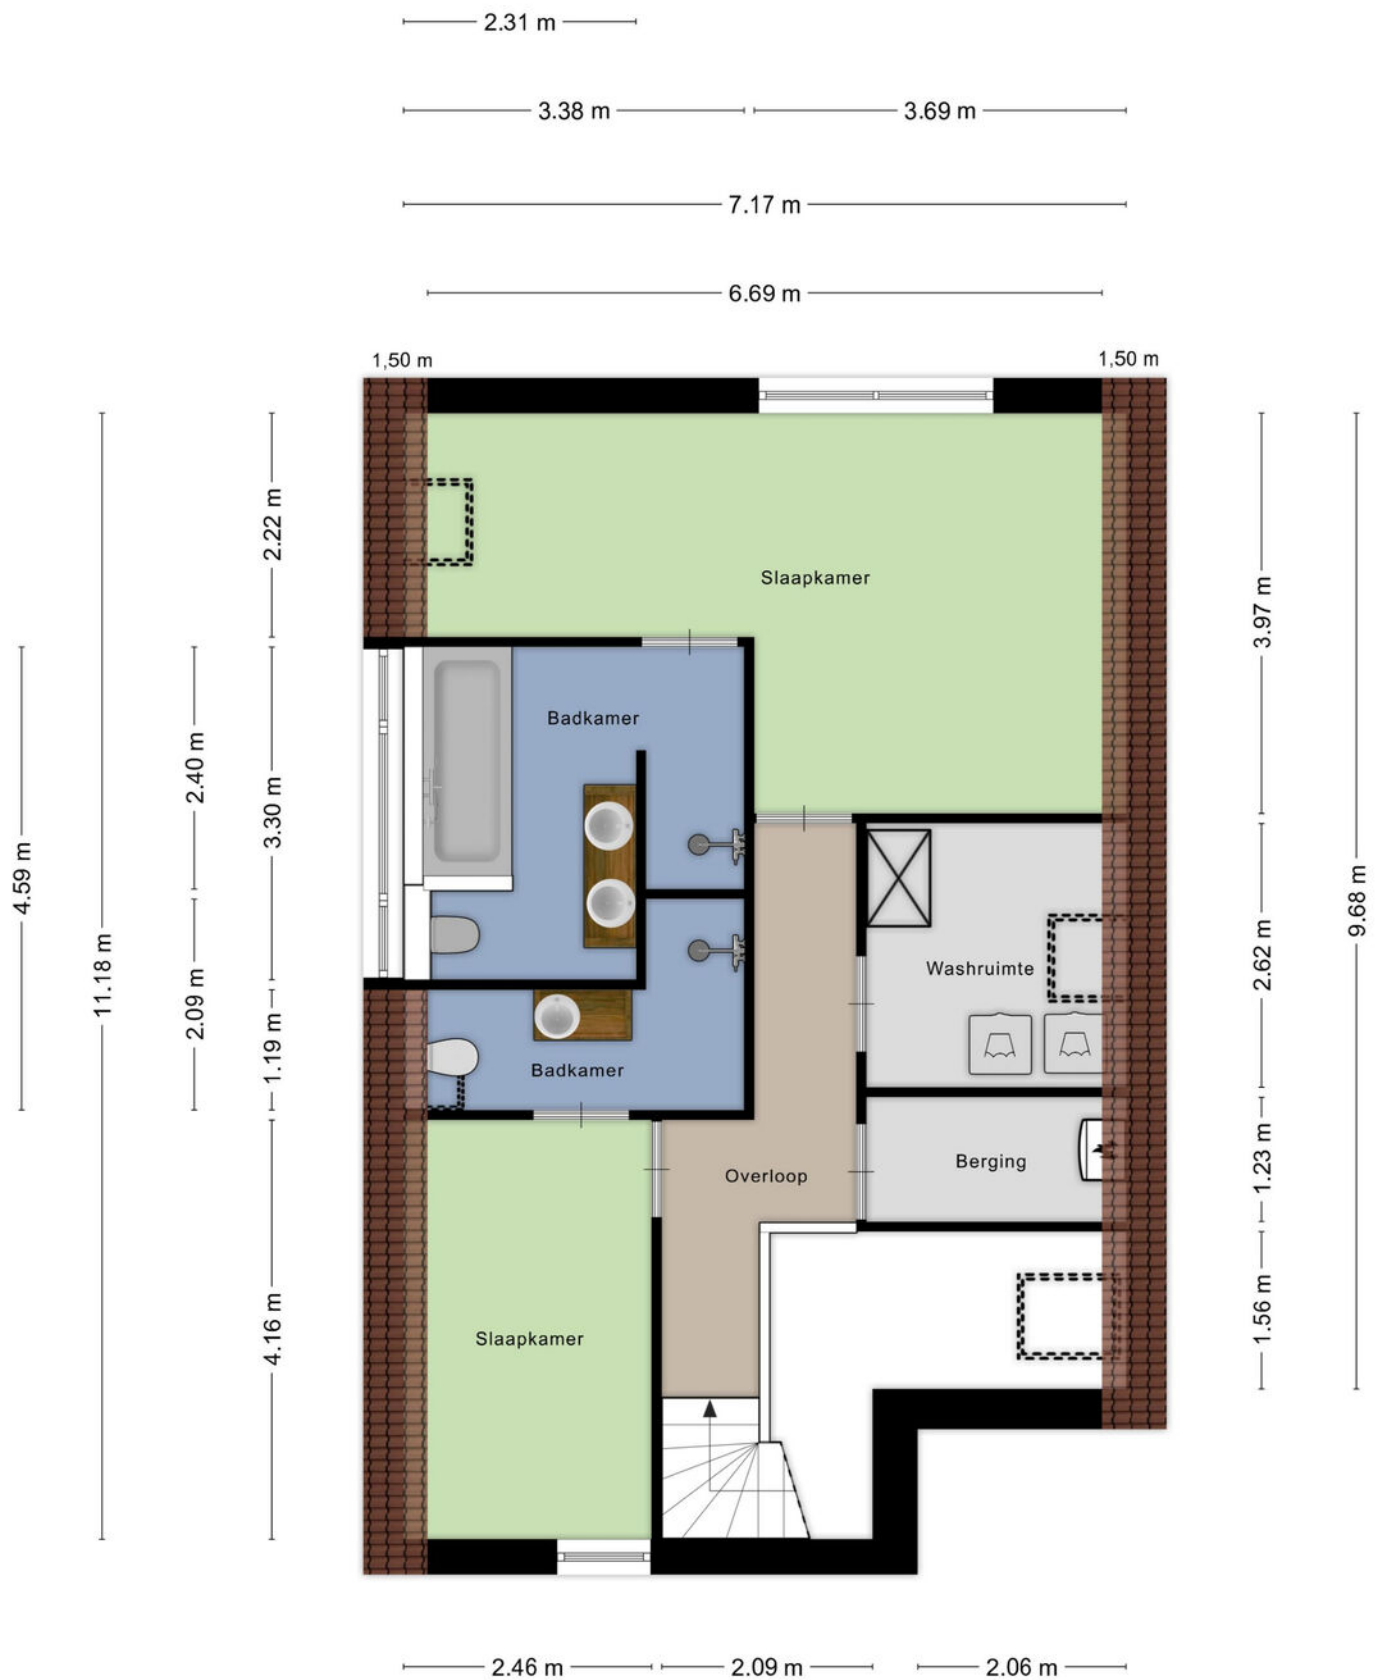 2.31 m
3.38 m
3.69 m
7.17 m
6.69 m
1,50 m
1,50 m
2.22 m
Slaapkamer
3.97 m
Badkamer
2.40 m
3.30 m
4.59 m
11.18 m
9.68 m
Washruimte
2.62 m
2.09 m
1.19 m
Badkamer
Berging
1.23 m
Overloop
Slaapkamer
4.16 m
1.56 m
2.46 m
2.09 m
2.06 m